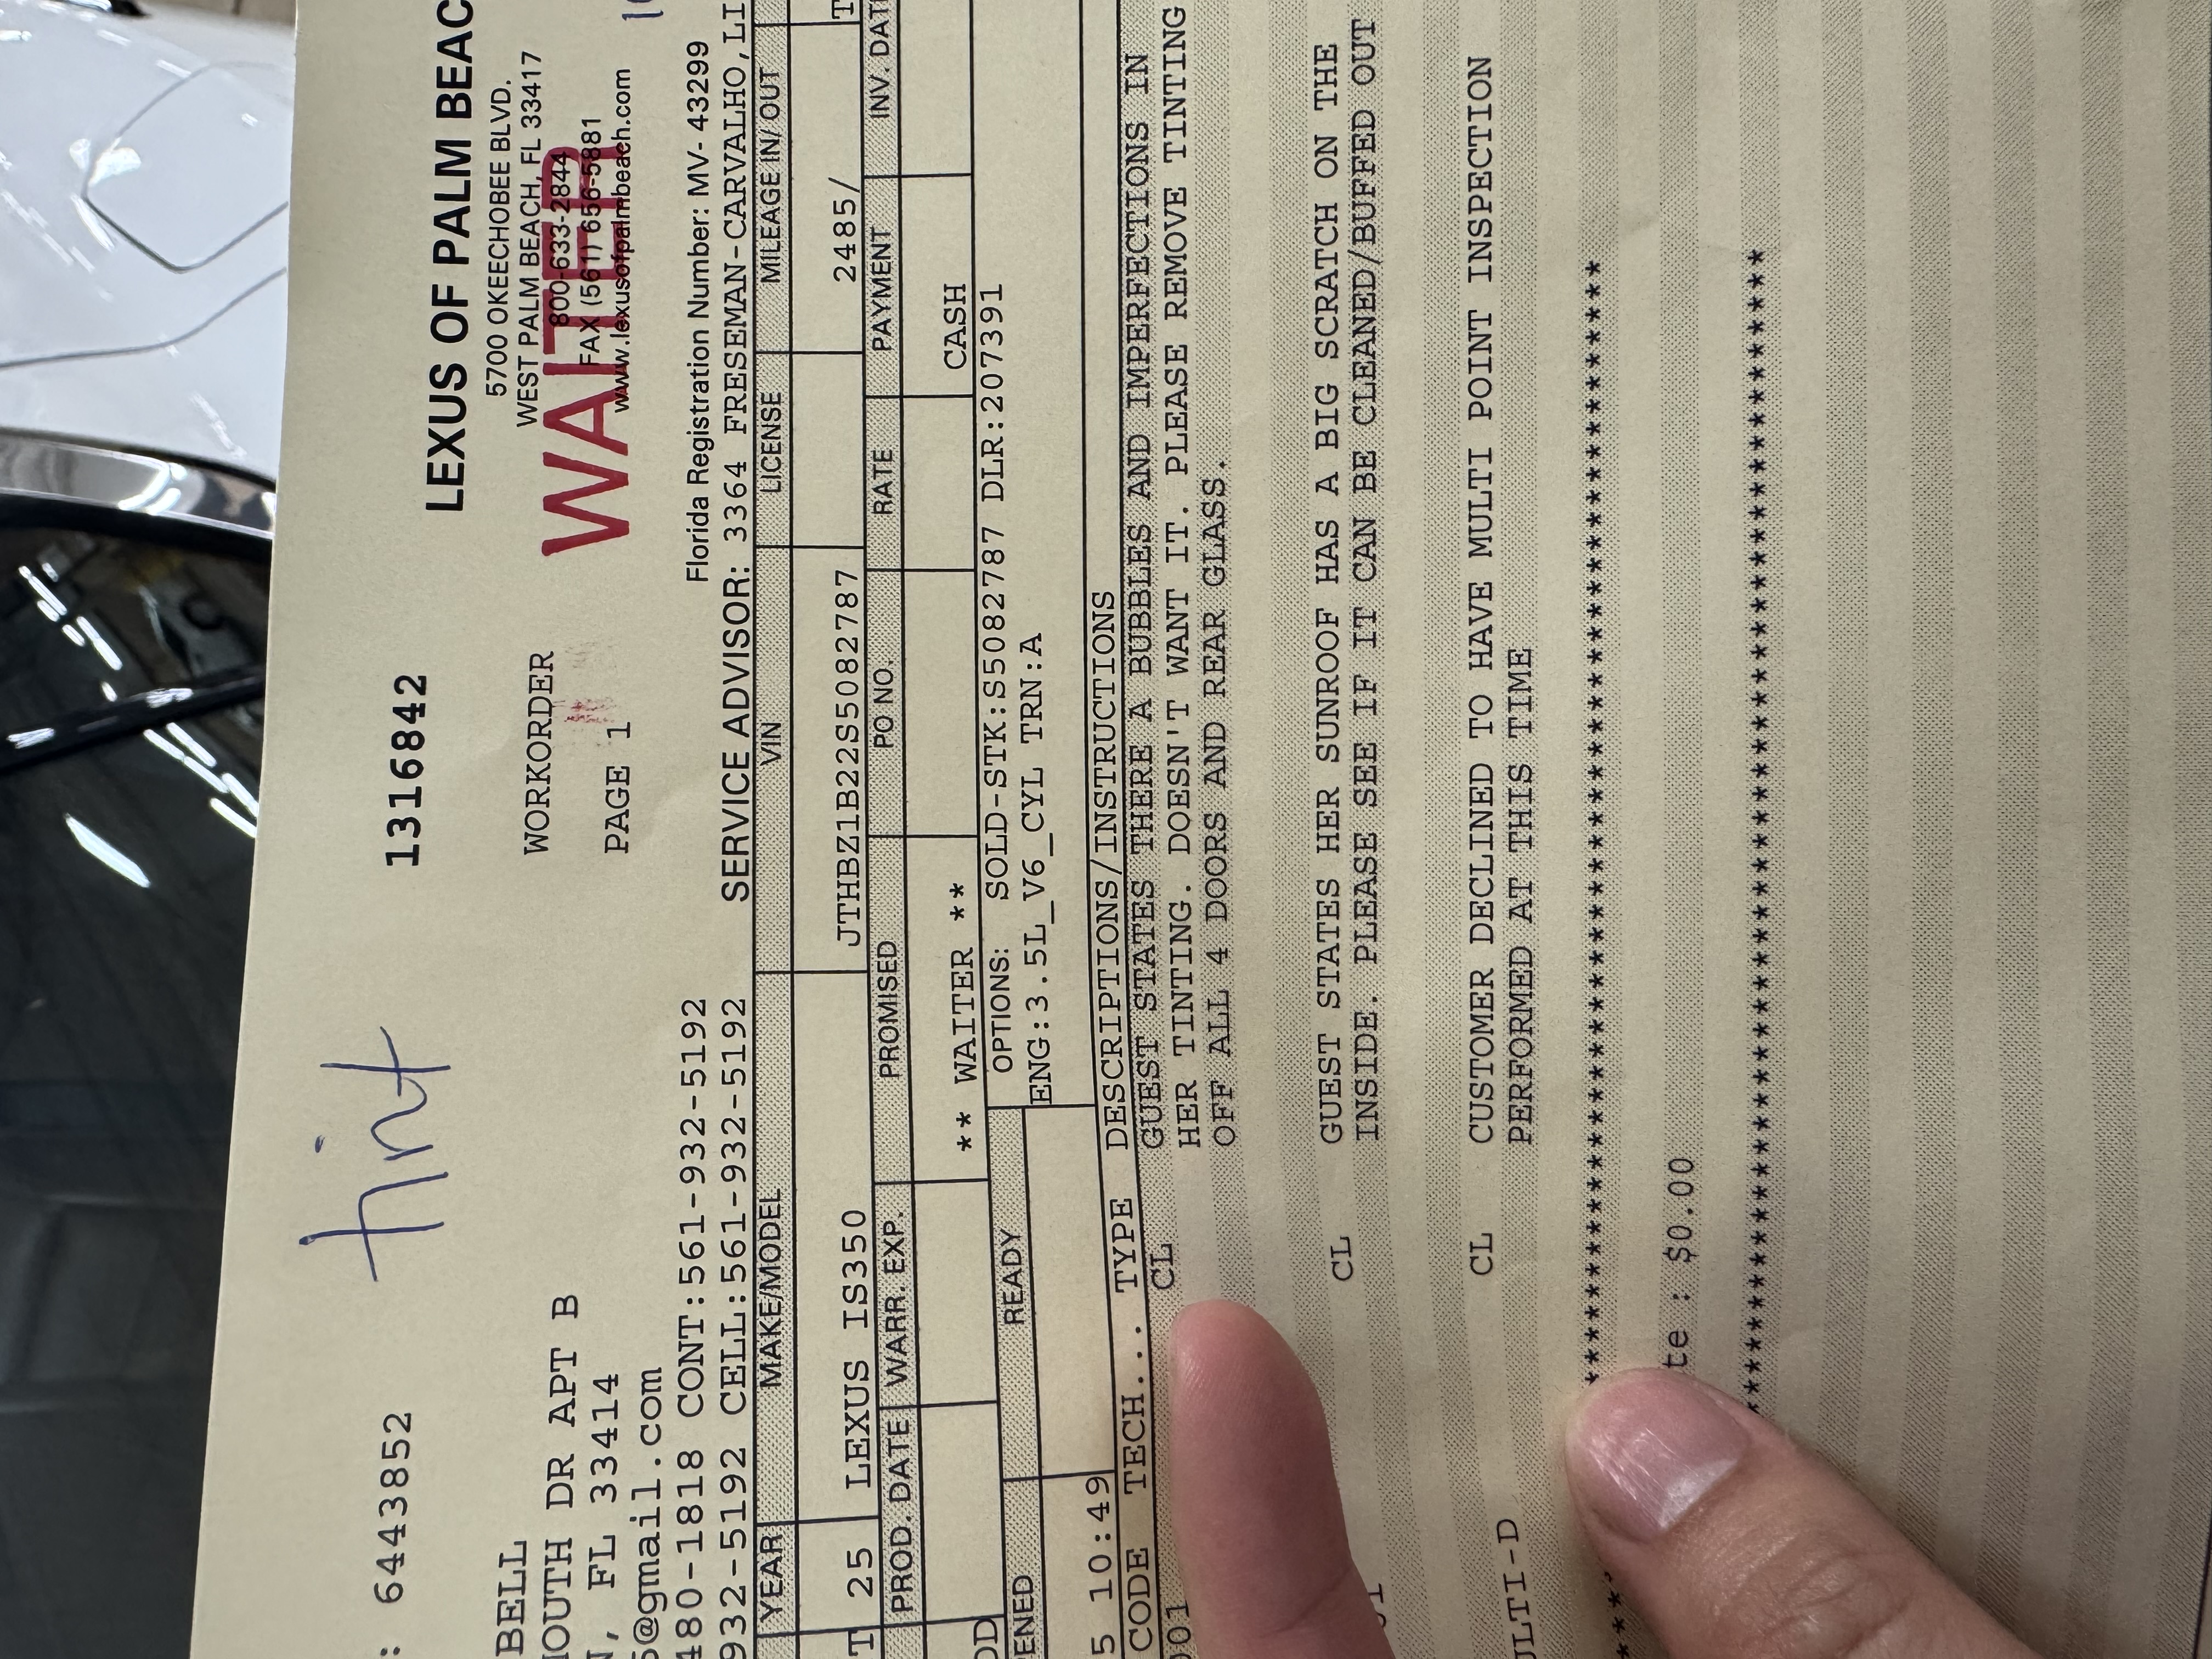 tint
: 6443852
1316842
LEXUS OF PALM BEAC
5700 OKEECHOBEE BLVD.
WEST PALM BEACH, FL 33417
800-633-2844
FAX (561) 656-5881
www.lexusofpalmbeach.com
WAITER
WORKORDER
PAGE 1
BELL
MOUTH DR APT B
N, FL 33414
5@gmail.com
480-1818 CONT:561-932-5192
932-5192 CELL:561-932-5192
Florida Registration Number: MV- 43299
SERVICE ADVISOR: 3364 FRESEMAN-CARVALHO, LI
YEAR MAKE/MODEL VIN LICENSE MILEAGE IN/ OUT T
T 25 LEXUS IS350 JTHBZ1B22S5082787 2485/
PROD. DATE WARR. EXP. PROMISED PO NO. RATE PAYMENT INV. DAT
OD ** WAITER ** CASH
ENED READY OPTIONS: SOLD-STK:S5082787 DLR:207391
ENG:3.5L_V6_CYL TRN:A
5 10:49
CODE TECH... TYPE DESCRIPTIONS/INSTRUCTIONS
001 CL GUEST STATES THERE A BUBBLES AND IMPERFECTIONS IN
HER TINTING. DOESN'T WANT IT. PLEASE REMOVE TINTING
OFF ALL 4 DOORS AND REAR GLASS.
01 CL GUEST STATES HER SUNROOF HAS A BIG SCRATCH ON THE
INSIDE. PLEASE SEE IF IT CAN BE CLEANED/BUFFED OUT
ULTI-D CL CUSTOMER DECLINED TO HAVE MULTI POINT INSPECTION
PERFORMED AT THIS TIME
te : $0.00